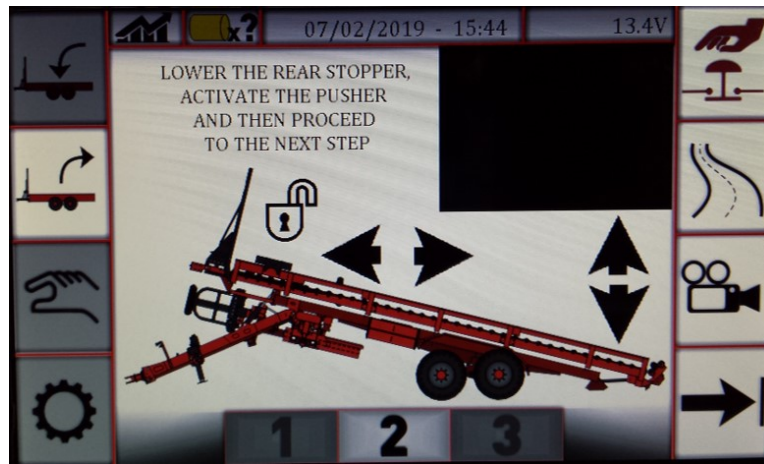 x?
07/02/2019 - 15:44
13.4V
LOWER THE REAR STOPPER,
ACTIVATE THE PUSHER
AND THEN PROCEED
TO THE NEXT STEP
1 2 3